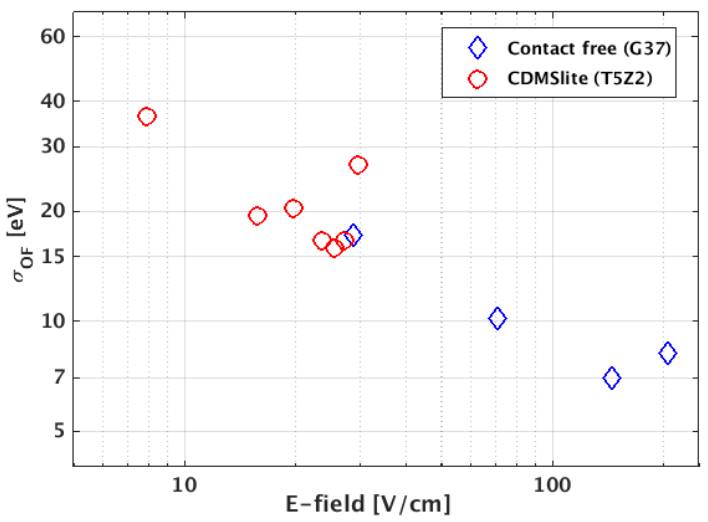 60
40
30
20
15
10
7
5
σOF [eV]
Contact free (G37)
CDMSlite (T5Z2)
10
100
E-field [V/cm]